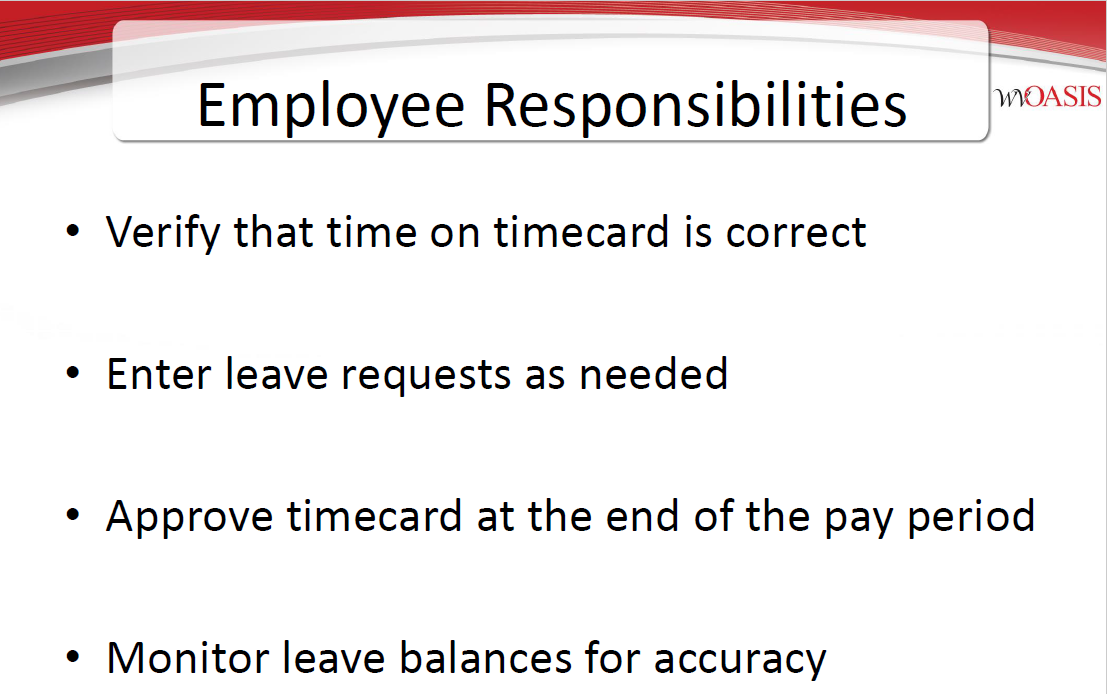 Employee Responsibilities
wvOASIS
• Verify that time on timecard is correct
• Enter leave requests as needed
• Approve timecard at the end of the pay period
• Monitor leave balances for accuracy